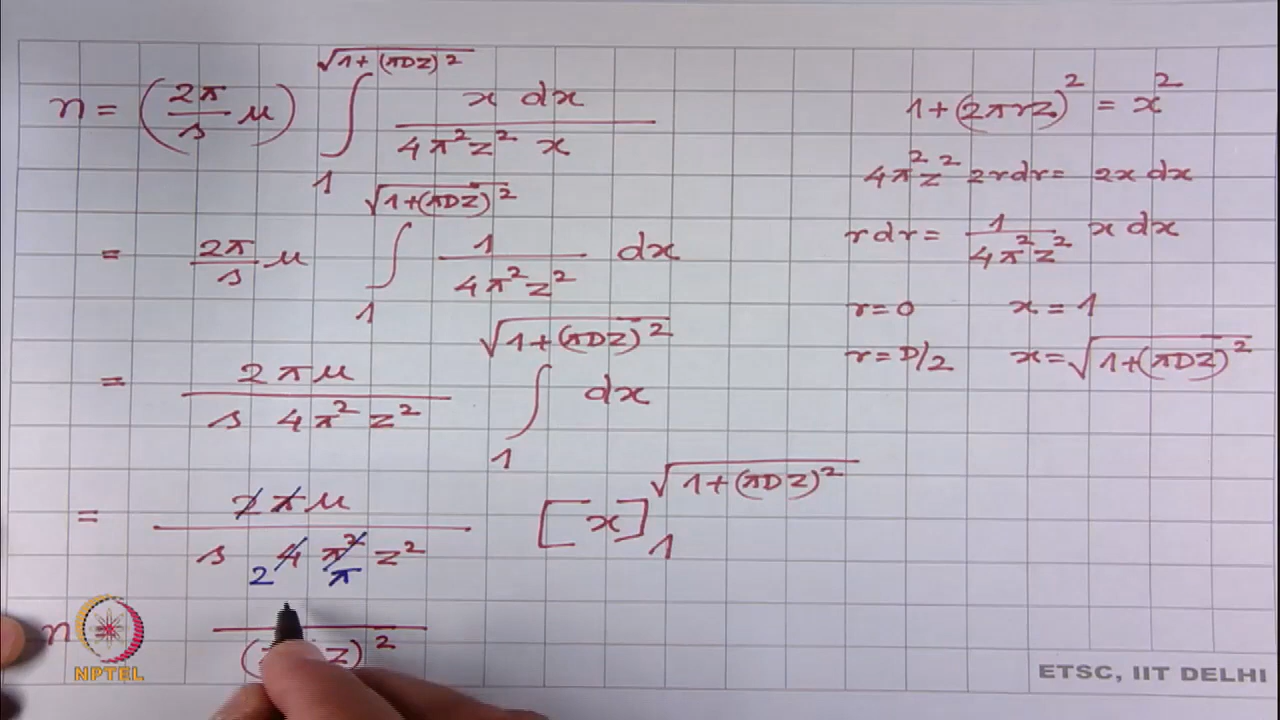 n = (2π/s μ) ∫₁^√(1+(πDZ)²) x dx / 4π²z² x
= 2π/s μ ∫₁^√(1+(πDZ)²) 1/4π²z² dx
= 2πμ / s 4π²z² ∫₁^√(1+(πDZ)²) dx
= 2πμ / s 4π² z² [x]₁^√(1+(πDZ)²)
2 π
n
z)²
1+(2πrz)² = x²
4π²z² 2rdr = 2x dx
rdr = 1/4π²z² x dx
r=0 x=1
r=D/2 x=√(1+(πDZ)²)
NPTEL
ETSC, IIT DELHI